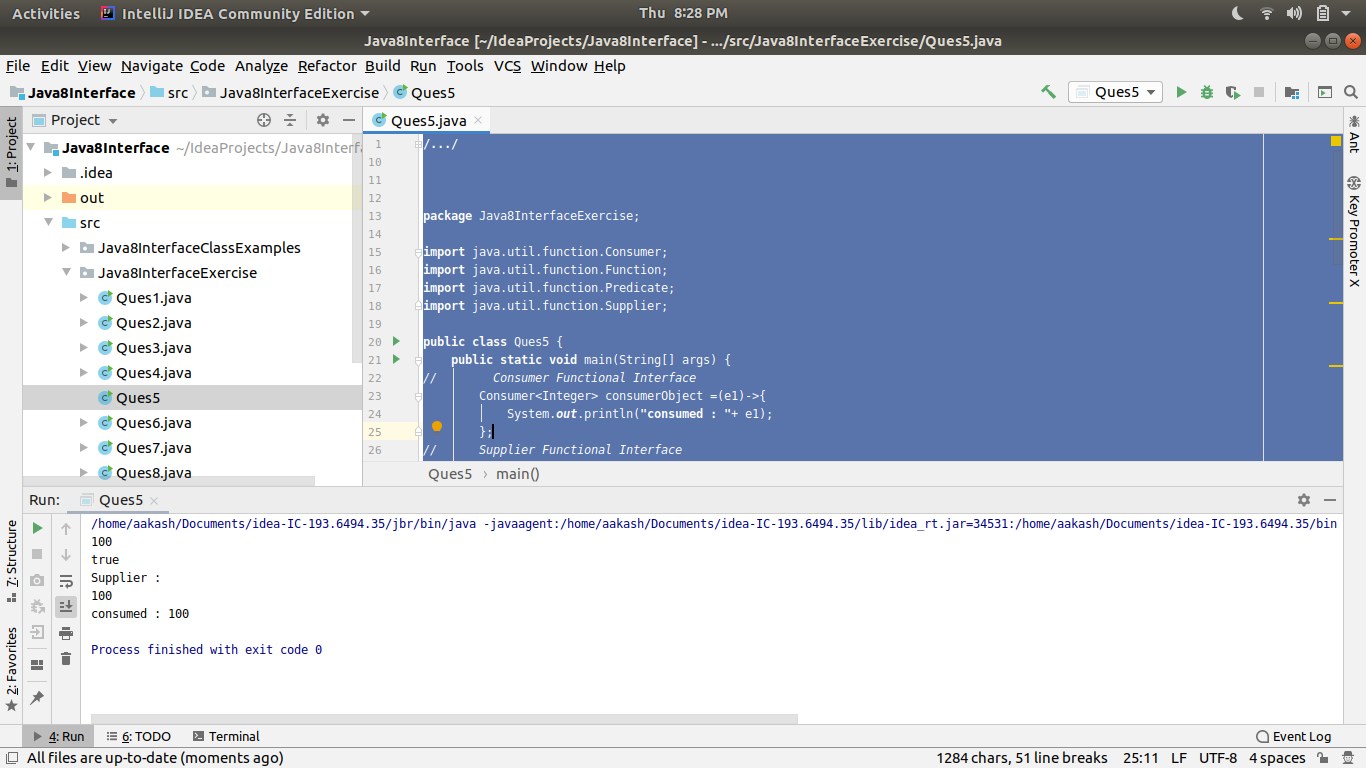 Activities IntelliJ IDEA Community Edition Thu 8:28 PM
Java8Interface [~/IdeaProjects/Java8Interface] - .../src/Java8InterfaceExercise/Ques5.java
File Edit View Navigate Code Analyze Refactor Build Run Tools VCS Window Help
Java8Interface src Java8InterfaceExercise Ques5 Ques5
1: Project
7: Structure
2: Favorites
Project
Java8Interface ~/IdeaProjects/Java8Interf
.idea
out
src
Java8InterfaceClassExamples
Java8InterfaceExercise
Ques1.java
Ques2.java
Ques3.java
Ques4.java
Ques5
Ques6.java
Ques7.java
Ques8.java
Ques5.java
1 /.../
10
11
12
13 package Java8InterfaceExercise;
14
15 import java.util.function.Consumer;
16 import java.util.function.Function;
17 import java.util.function.Predicate;
18 import java.util.function.Supplier;
19
20 public class Ques5 {
21 public static void main(String[] args) {
22 // Consumer Functional Interface
23 Consumer<Integer> consumerObject =(e1)->{
24 System.out.println("consumed : "+ e1);
25 };
26 // Supplier Functional Interface
Ques5 › main()
Ant
Key Promoter X
Run: Ques5
/home/aakash/Documents/idea-IC-193.6494.35/jbr/bin/java -javaagent:/home/aakash/Documents/idea-IC-193.6494.35/lib/idea_rt.jar=34531:/home/aakash/Documents/idea-IC-193.6494.35/bin
100
true
Supplier :
100
consumed : 100
Process finished with exit code 0
4: Run 6: TODO Terminal Event Log
All files are up-to-date (moments ago) 1284 chars, 51 line breaks 25:11 LF UTF-8 4 spaces